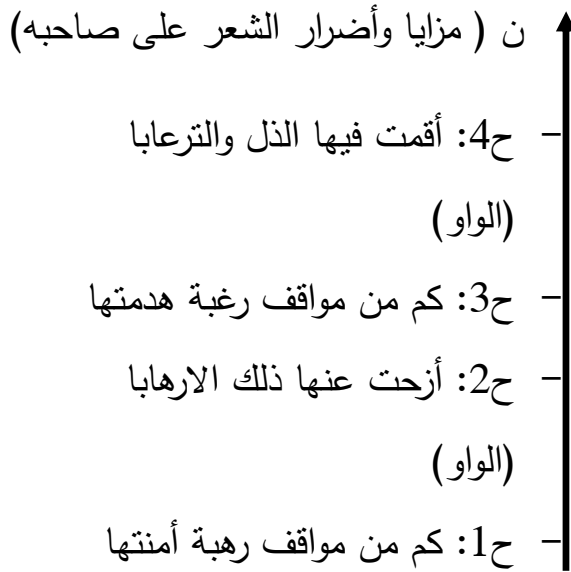 ن ( مزايا وأضرار الشعر على صاحبه)
– ح4: أقمت فيها الذل والترعابا
(الواو)
– ح3: كم من مواقف رغبة هدمتها
– ح2: أزحت عنها ذلك الارهابا
(الواو)
– ح1: كم من مواقف رهبة أمنتها